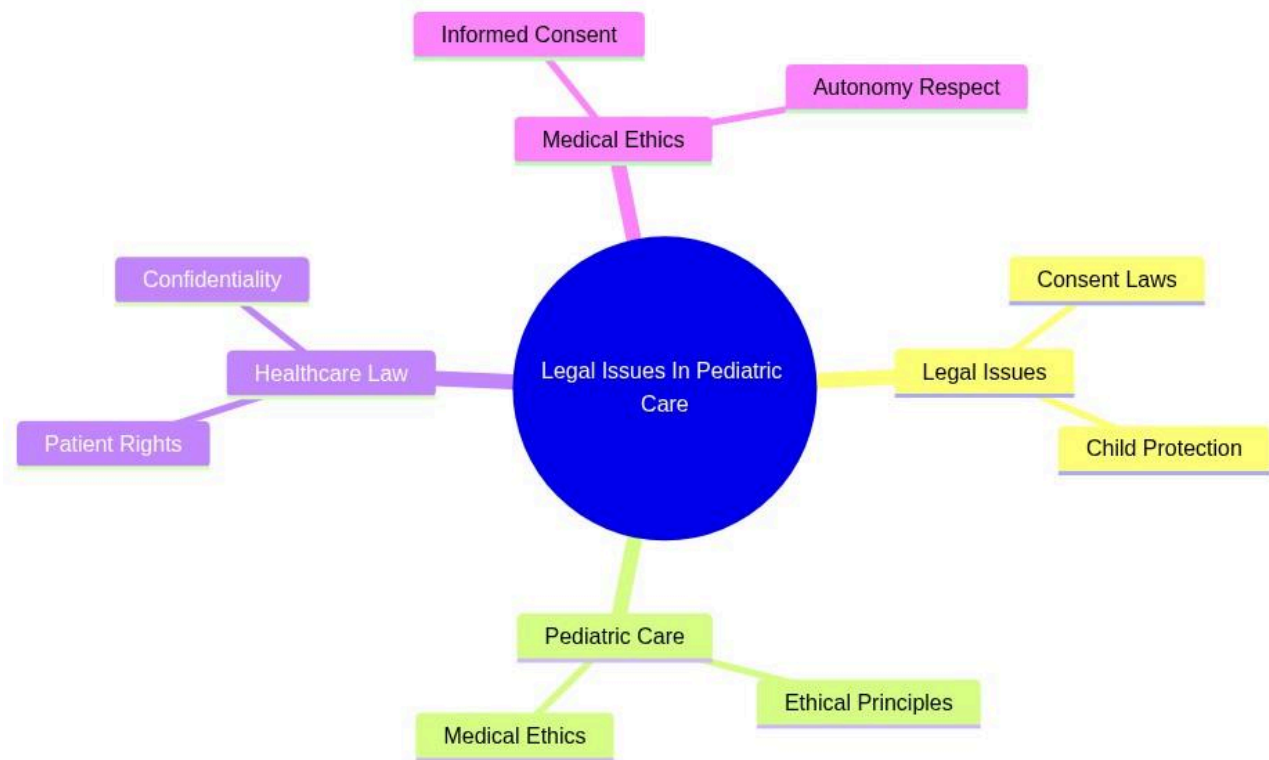 Informed Consent
Autonomy Respect
Medical Ethics
Confidentiality
Consent Laws
Healthcare Law
Legal Issues In Pediatric
Care
Legal Issues
Patient Rights
Child Protection
Pediatric Care
Ethical Principles
Medical Ethics